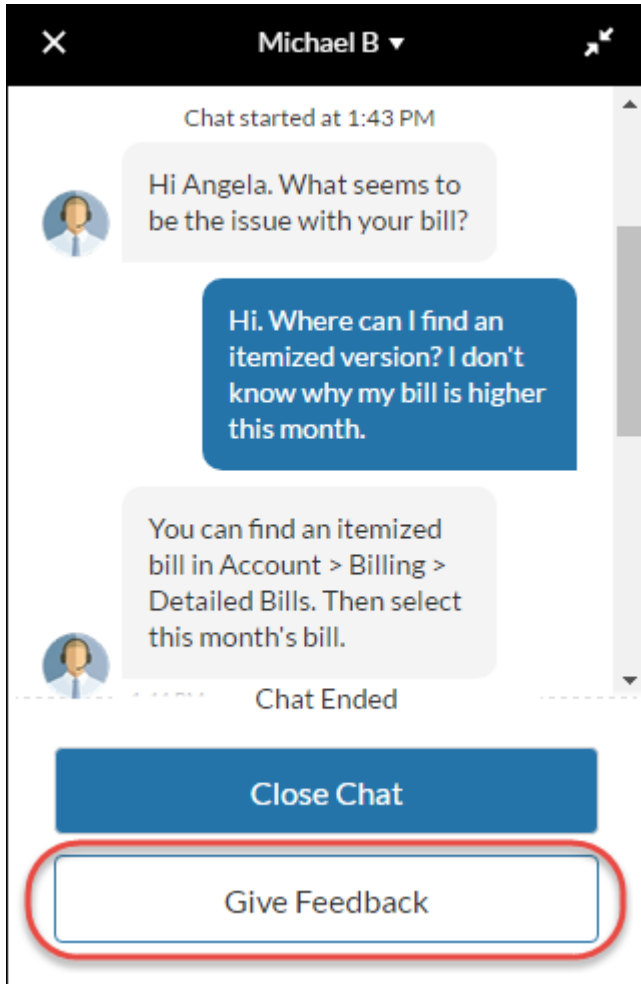 Michael B
Chat started at 1:43 PM
Hi Angela. What seems to
be the issue with your bill?
Hi. Where can I find an
itemized version? I don't
know why my bill is higher
this month.
You can find an itemized
bill in Account > Billing >
Detailed Bills. Then select
this month's bill.
Chat Ended
Close Chat
Give Feedback